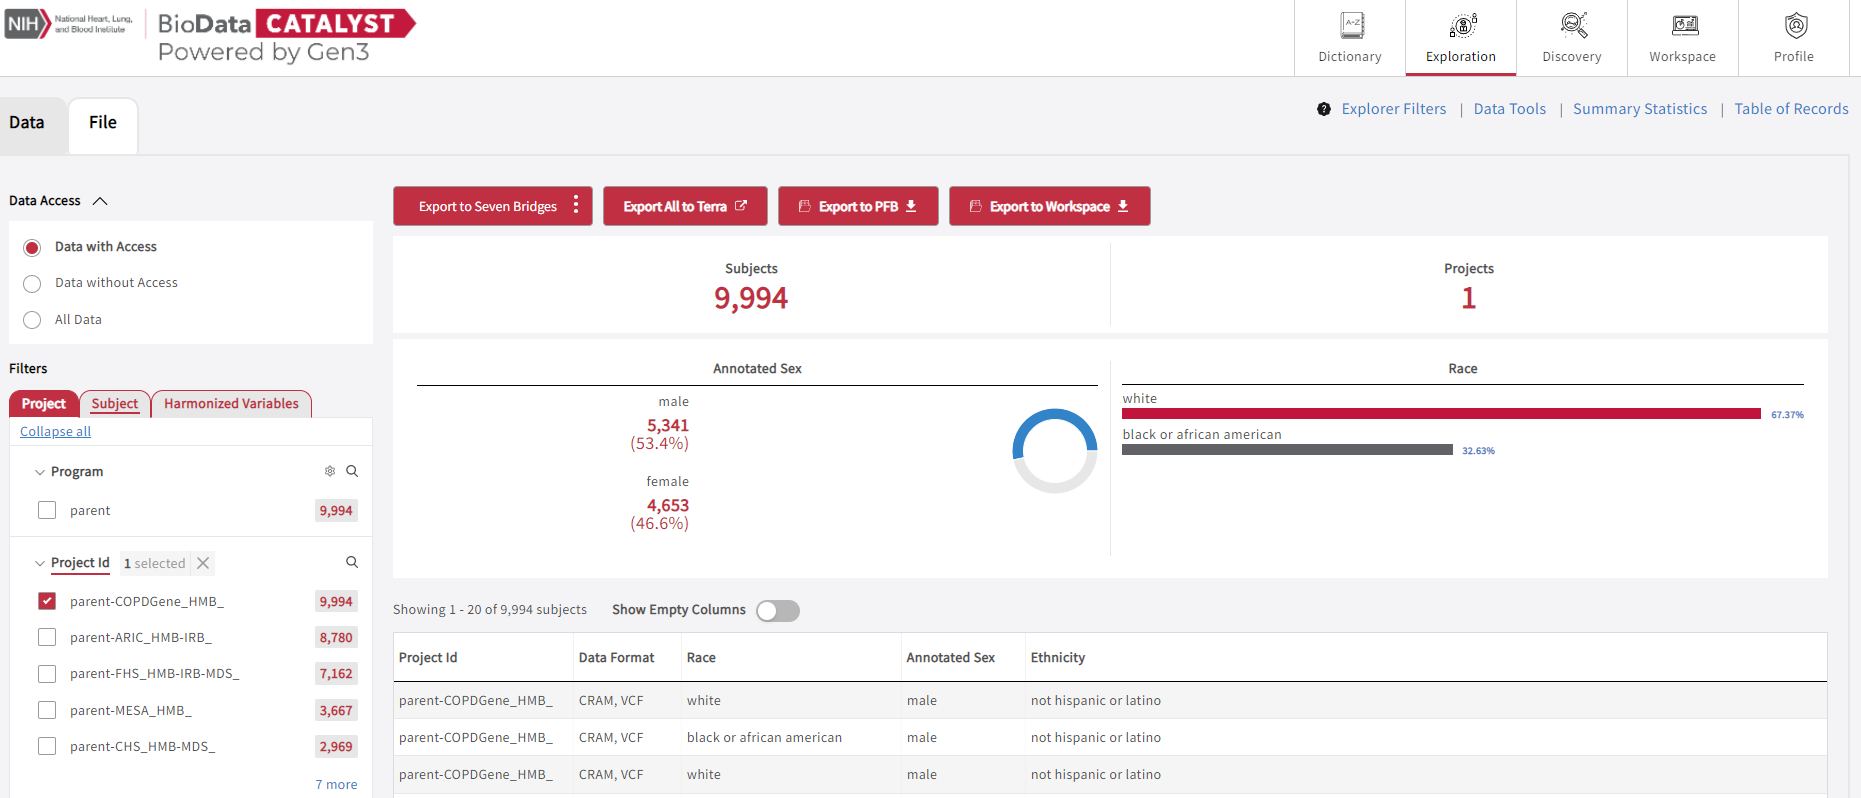 NIH National Heart, Lung, and Blood Institute
BioData CATALYST
Powered by Gen3
Dictionary
Exploration
Discovery
Workspace
Profile
Data
File
? Explorer Filters | Data Tools | Summary Statistics | Table of Records
Data Access
Data with Access
Data without Access
All Data
Filters
Project
Subject
Harmonized Variables
Collapse all
Program
parent 9,994
Project Id 1 selected
parent-COPDGene_HMB_ 9,994
parent-ARIC_HMB-IRB_ 8,780
parent-FHS_HMB-IRB-MDS_ 7,162
parent-MESA_HMB_ 3,667
parent-CHS_HMB-MDS_ 2,969
7 more
Export to Seven Bridges
Export All to Terra
Export to PFB
Export to Workspace
Subjects
9,994
Projects
1
Annotated Sex
male
5,341
(53.4%)
female
4,653
(46.6%)
Race
white
67.37%
black or african american
32.63%
Showing 1 - 20 of 9,994 subjects
Show Empty Columns
Project Id Data Format Race Annotated Sex Ethnicity
parent-COPDGene_HMB_ CRAM, VCF white male not hispanic or latino
parent-COPDGene_HMB_ CRAM, VCF black or african american male not hispanic or latino
parent-COPDGene_HMB_ CRAM, VCF white male not hispanic or latino